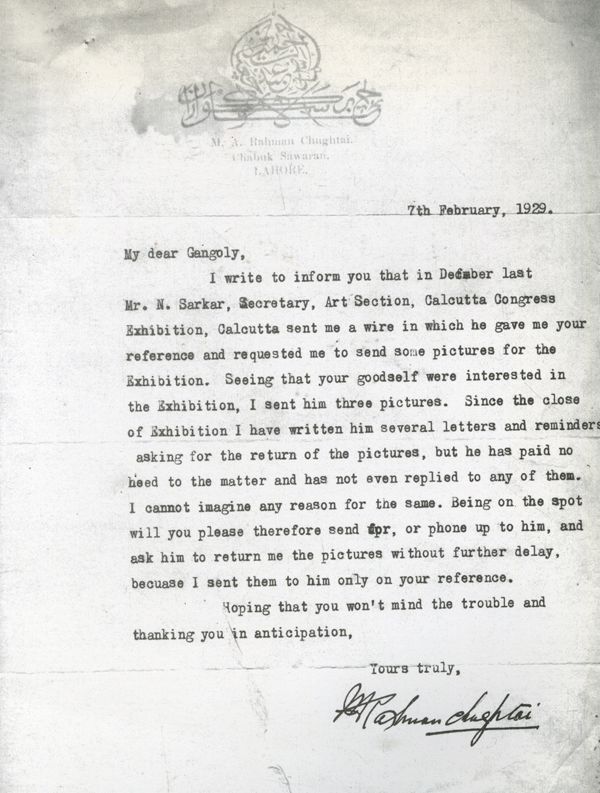 M. A. Rahman Chughtai.
Chabuk Sawaran,
LAHORE.
7th February, 1929.
My dear Gangoly,
I write to inform you that in December last
Mr. N. Sarkar, Secretary, Art Section, Calcutta Congress
Exhibition, Calcutta sent me a wire in which he gave me your
reference and requested me to send some pictures for the
Exhibition. Seeing that your goodself were interested in
the Exhibition, I sent him three pictures. Since the close
of Exhibition I have written him several letters and reminders
asking for the return of the pictures, but he has paid no
heed to the matter and has not even replied to any of them.
I cannot imagine any reason for the same. Being on the spot
will you please therefore send for, or phone up to him, and
ask him to return me the pictures without further delay,
becuase I sent them to him only on your reference.
Hoping that you won't mind the trouble and
thanking you in anticipation,
Yours truly,
MARahman Chughtai